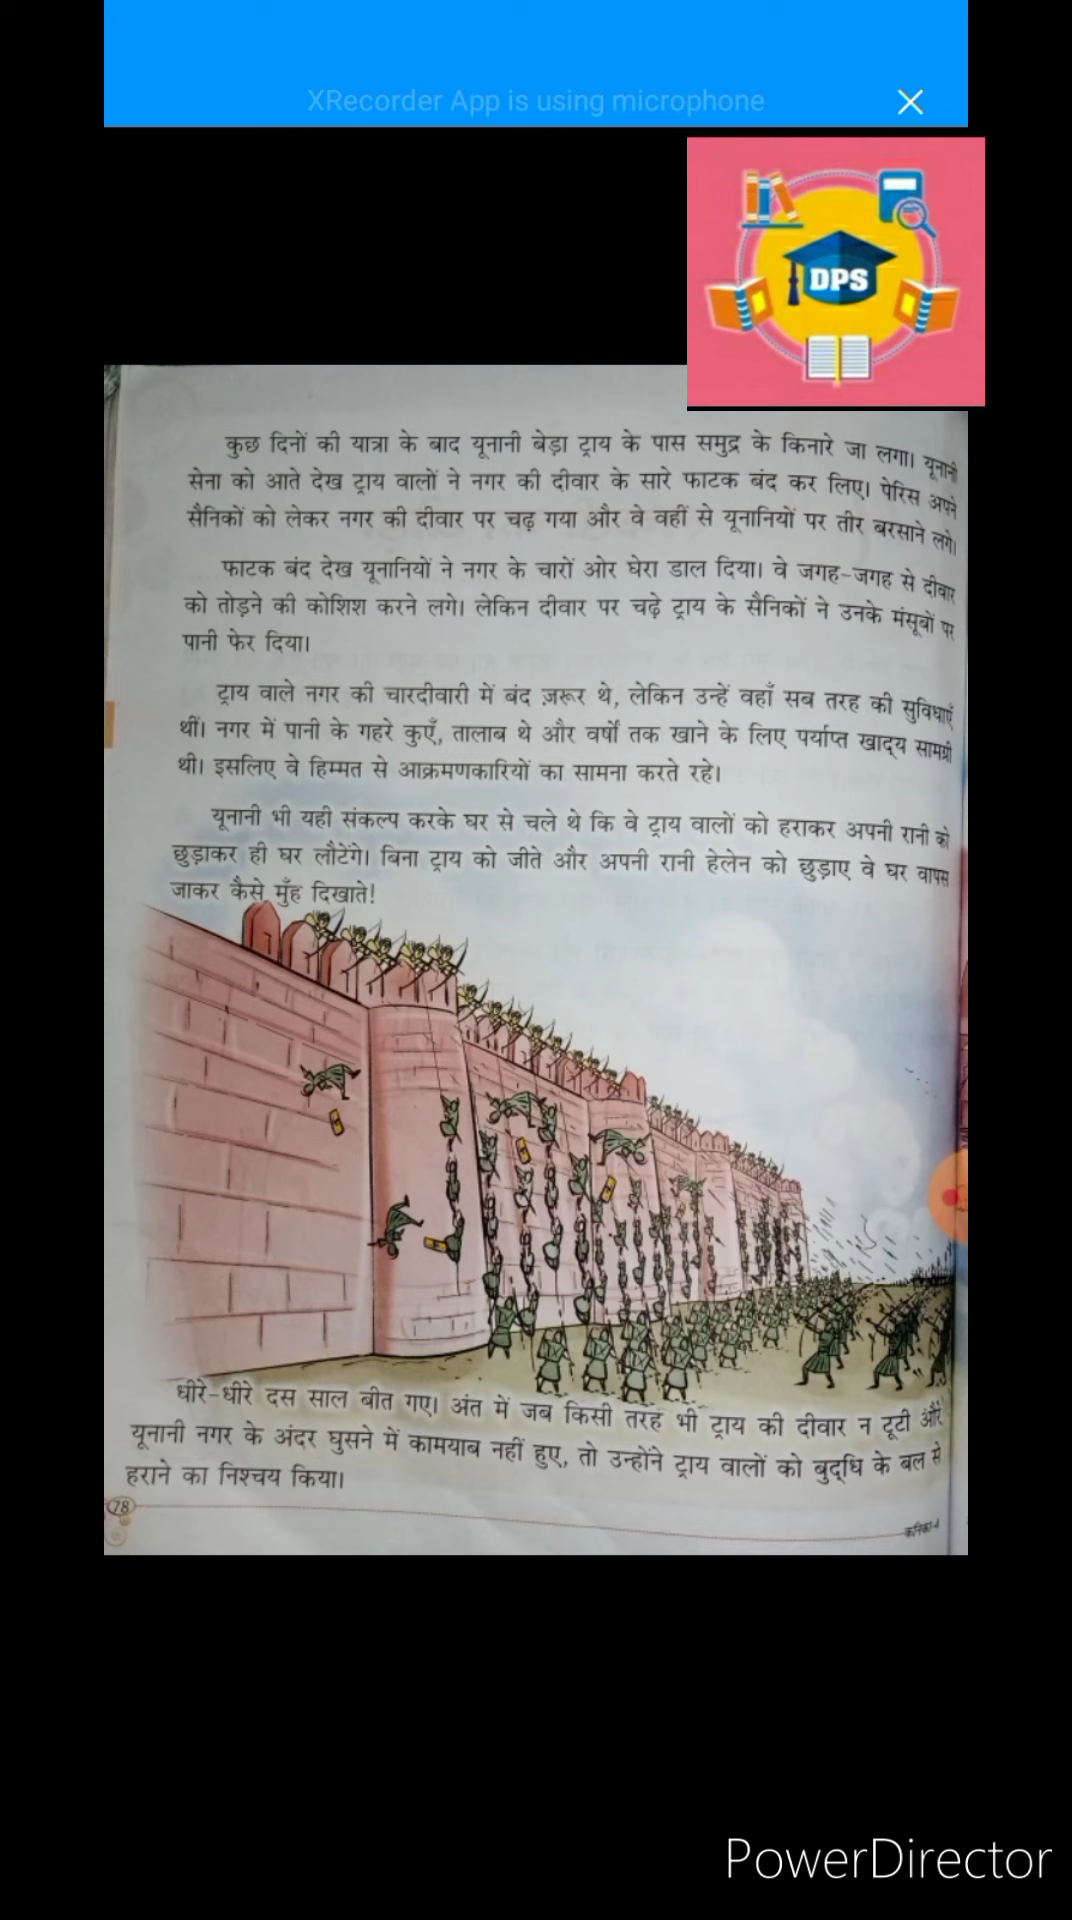 XRecorder App is using microphone
DPS
कुछ दिनों की यात्रा के बाद यूनानी बेड़ा ट्राय के पास समुद्र के किनारे जा लगा। यूनानी
सेना को आते देख ट्राय वालों ने नगर की दीवार के सारे फाटक बंद कर लिए। पेरिस अपने
सैनिकों को लेकर नगर की दीवार पर चढ़ गया और वे वहीं से यूनानियों पर तीर बरसाने लगे।
फाटक बंद देख यूनानियों ने नगर के चारों ओर घेरा डाल दिया। वे जगह-जगह से दीवार
को तोड़ने की कोशिश करने लगे। लेकिन दीवार पर चढ़े ट्राय के सैनिकों ने उनके मंसूबों पर
पानी फेर दिया।
ट्राय वाले नगर की चारदीवारी में बंद ज़रूर थे, लेकिन उन्हें वहाँ सब तरह की सुविधाएँ
थीं। नगर में पानी के गहरे कुएँ, तालाब थे और वर्षों तक खाने के लिए पर्याप्त खाद्य सामग्री
थी। इसलिए वे हिम्मत से आक्रमणकारियों का सामना करते रहे।
यूनानी भी यही संकल्प करके घर से चले थे कि वे ट्राय वालों को हराकर अपनी रानी को
छुड़ाकर ही घर लौटेंगे। बिना ट्राय को जीते और अपनी रानी हेलेन को छुड़ाए वे घर वापस
जाकर कैसे मुँह दिखाते!
धीरे-धीरे दस साल बीत गए। अंत में जब किसी तरह भी ट्राय की दीवार न टूटी और
यूनानी नगर के अंदर घुसने में कामयाब नहीं हुए, तो उन्होंने ट्राय वालों को बुद्धि के बल से
हराने का निश्चय किया।
78
कनिका-4
PowerDirector